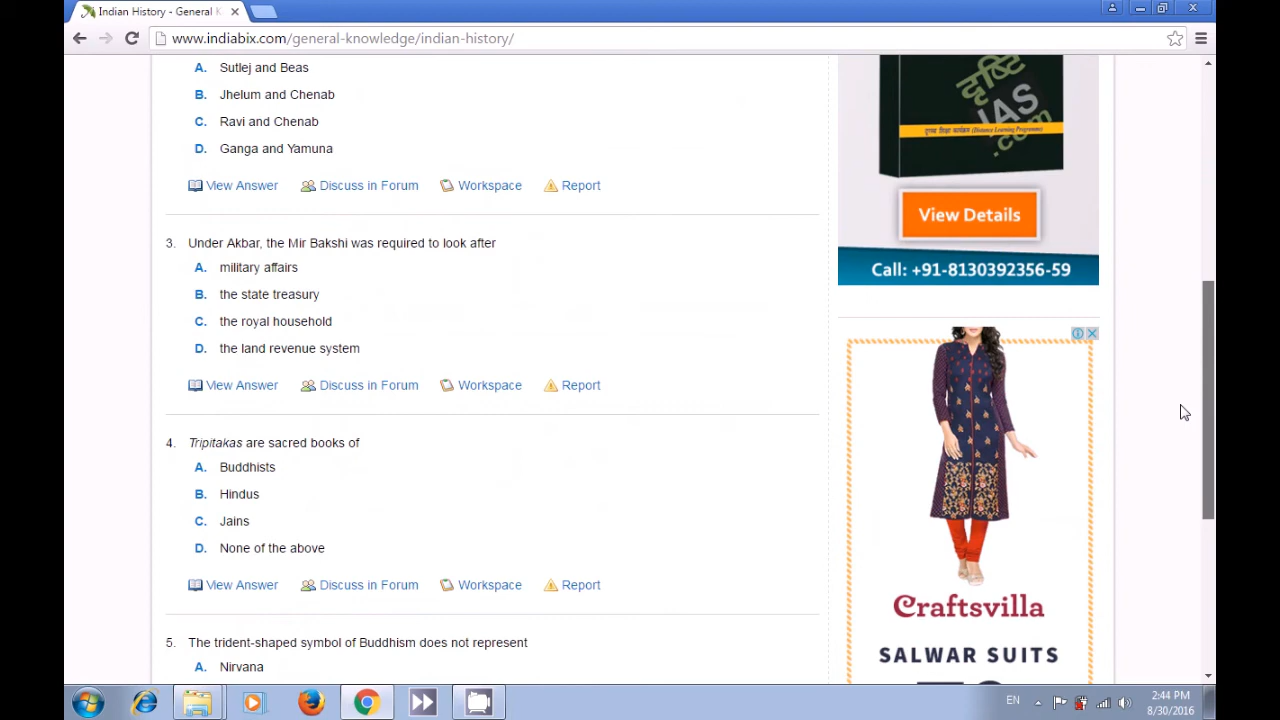 Indian History - General K
www.indiabix.com/general-knowledge/indian-history/
A. Sutlej and Beas
B. Jhelum and Chenab
C. Ravi and Chenab
D. Ganga and Yamuna
View Answer Discuss in Forum Workspace Report
3. Under Akbar, the Mir Bakshi was required to look after
A. military affairs
B. the state treasury
C. the royal household
D. the land revenue system
View Answer Discuss in Forum Workspace Report
4. Tripitakas are sacred books of
A. Buddhists
B. Hindus
C. Jains
D. None of the above
View Answer Discuss in Forum Workspace Report
5. The trident-shaped symbol of Buddhism does not represent
A. Nirvana
दृष्टि
IAS
.com
(Distance Learning Programme)
View Details
Call: +91-8130392356-59
Craftsvilla
SALWAR SUITS
EN
2:44 PM
8/30/2016